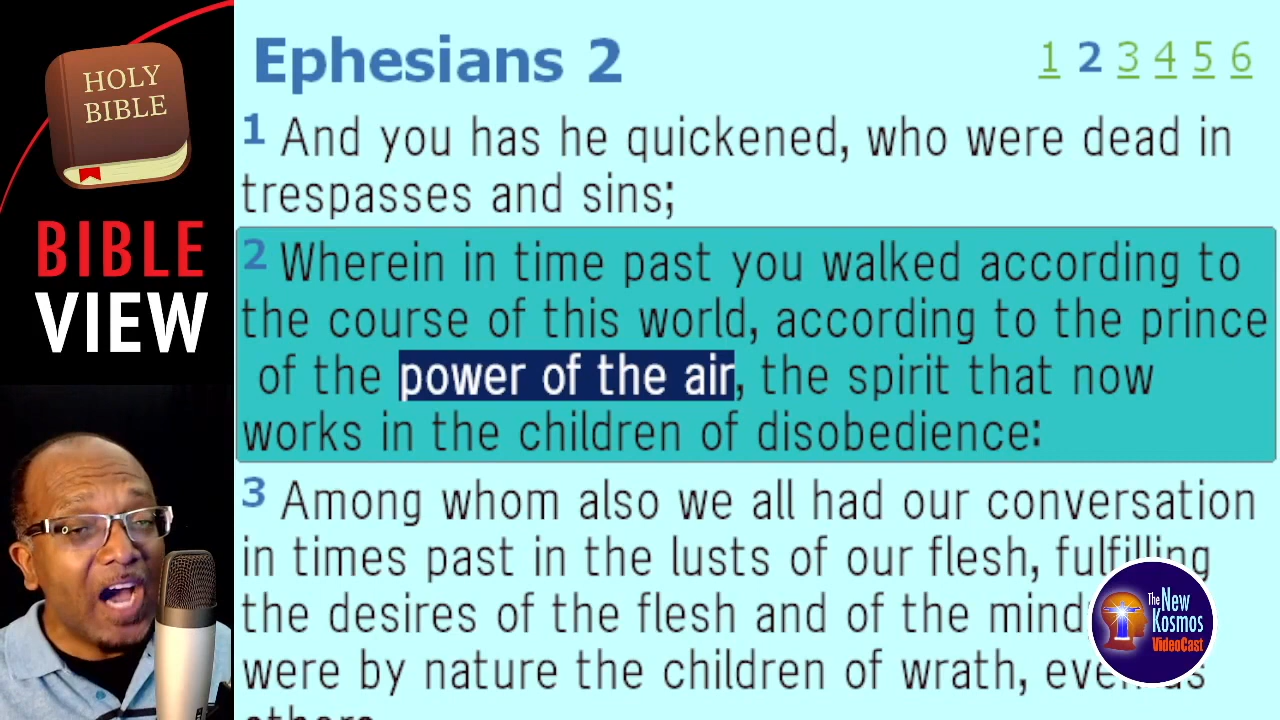 HOLY
BIBLE
BIBLE
VIEW
Ephesians 2
1 2 3 4 5 6
1 And you has he quickened, who were dead in
trespasses and sins;
2 Wherein in time past you walked according to
the course of this world, according to the prince
of the power of the air, the spirit that now
works in the children of disobedience:
3 Among whom also we all had our conversation
in times past in the lusts of our flesh, fulfilling
the desires of the flesh and of the mind
were by nature the children of wrath, even as
The New
Kosmos
VideoCast